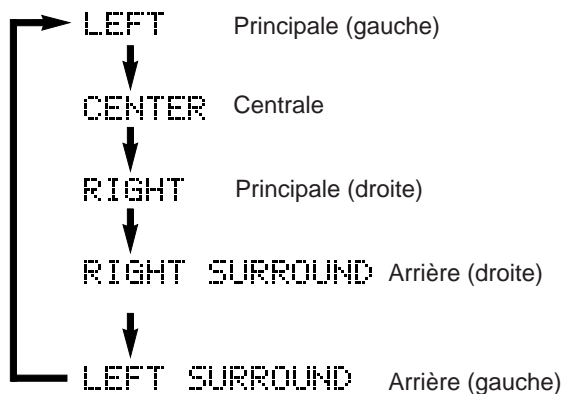 LEFT Principale (gauche)
CENTER Centrale
RIGHT Principale (droite)
RIGHT SURROUND Arrière (droite)
LEFT SURROUND Arrière (gauche)